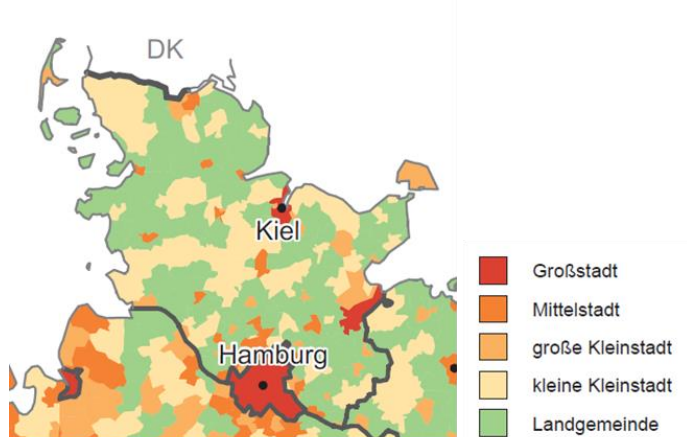 DK
Kiel
Hamburg
Großstadt
Mittelstadt
große Kleinstadt
kleine Kleinstadt
Landgemeinde